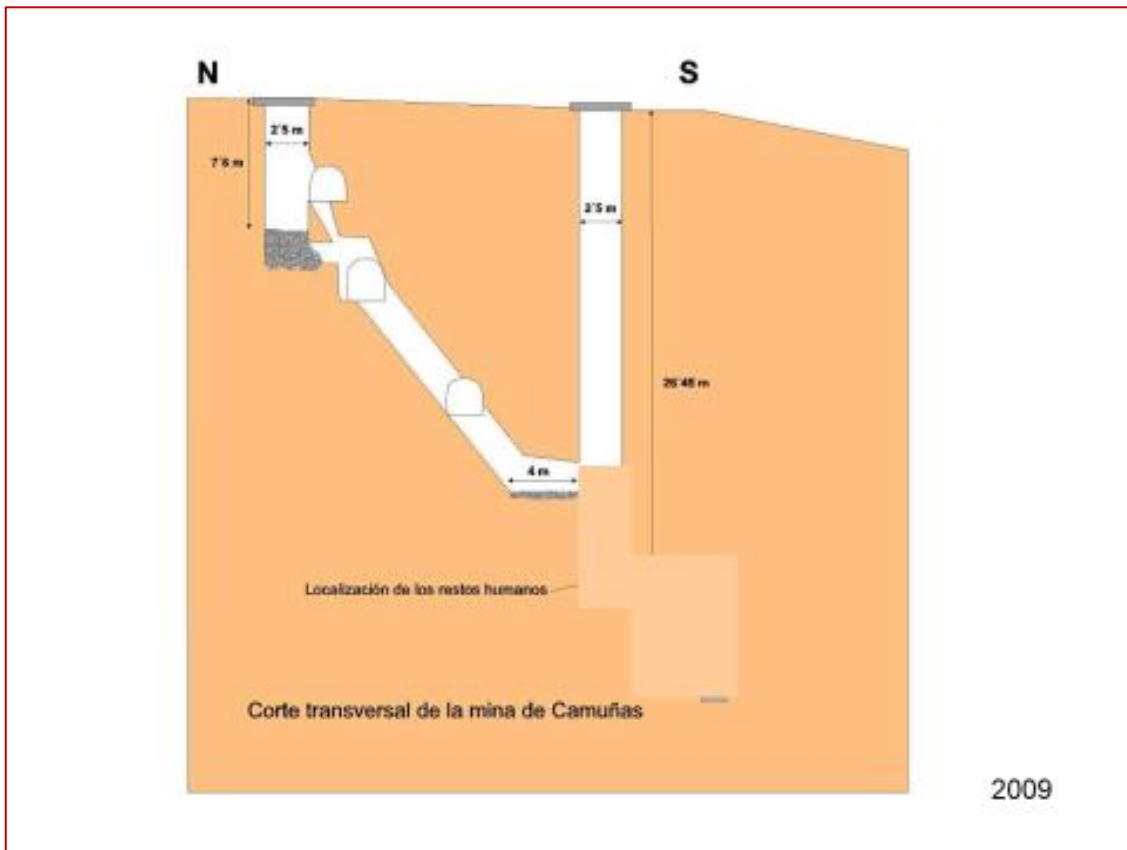 N
S
2´5 m
7´6 m
2´5 m
26´45 m
4 m
Localización de los restos humanos
Corte transversal de la mina de Camuñas
2009